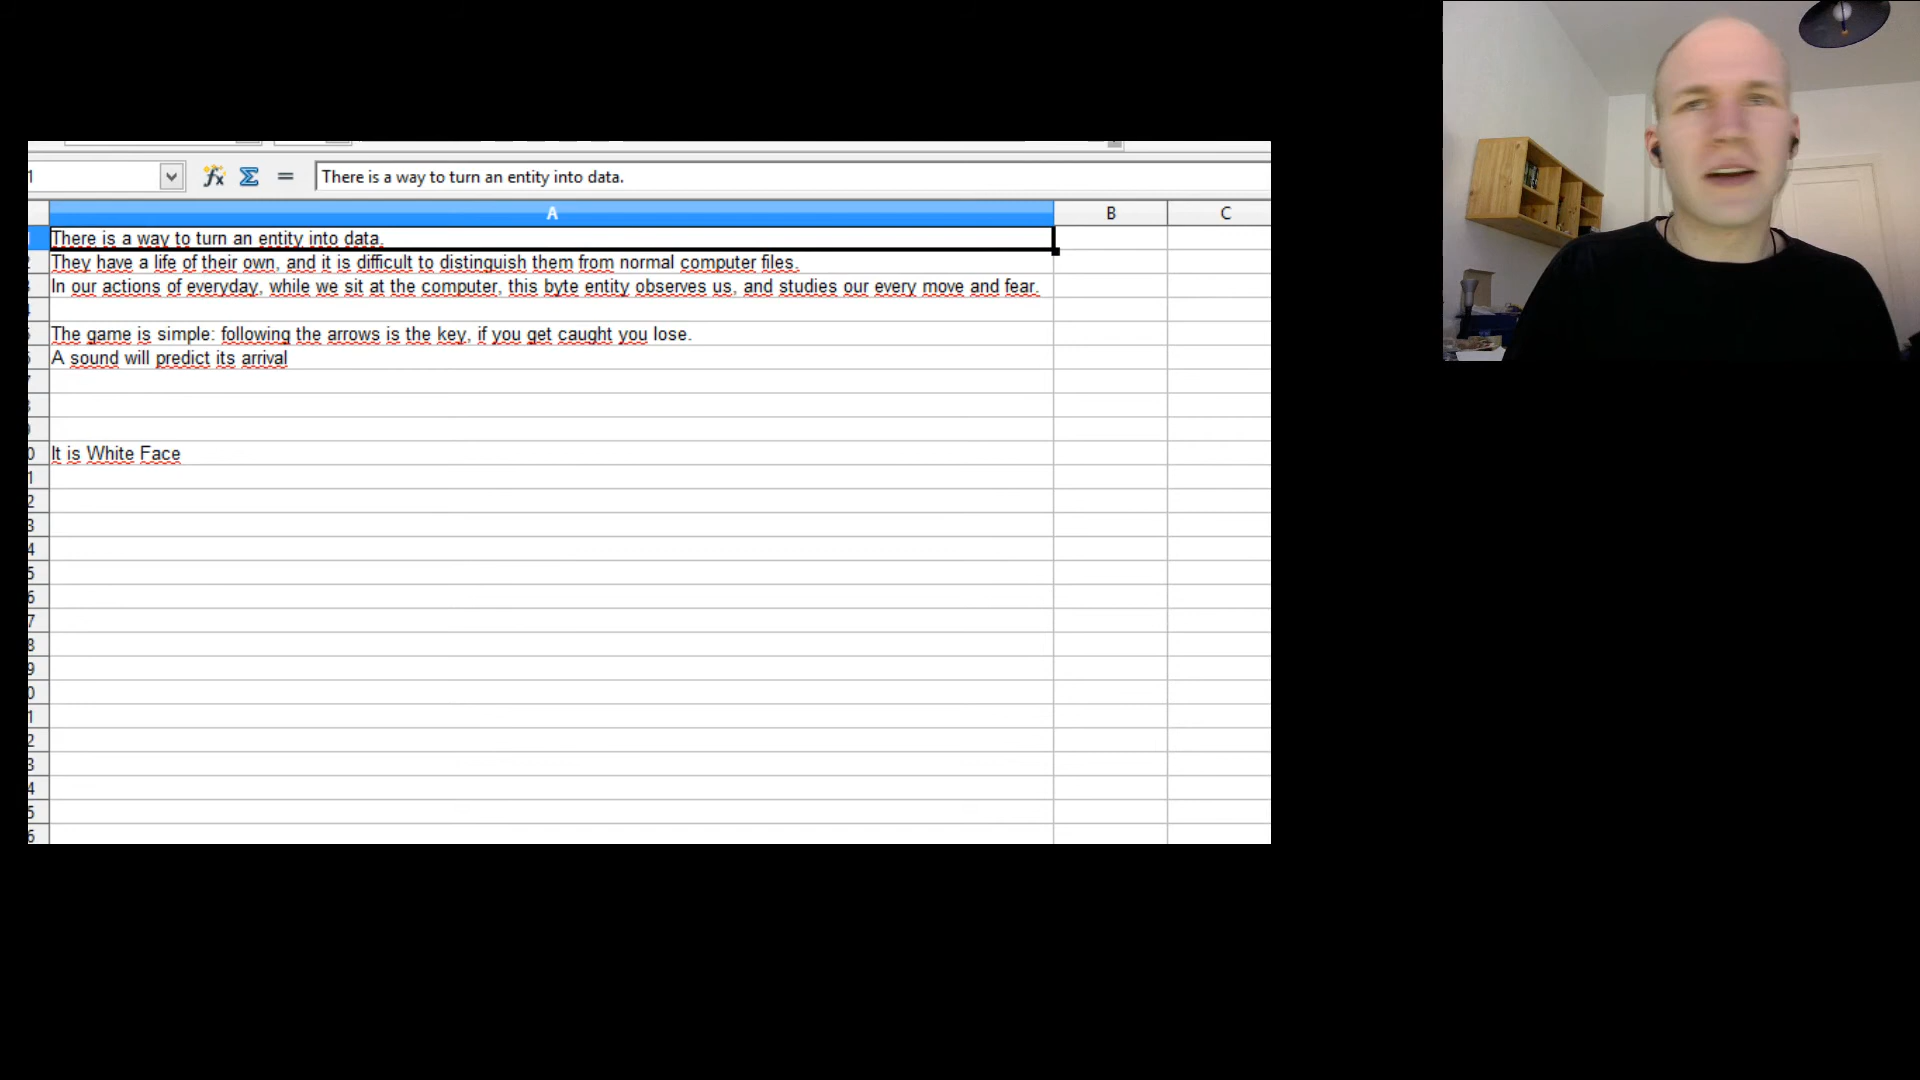 1
There is a way to turn an entity into data.
A B C
There is a way to turn an entity into data.
They have a life of their own, and it is difficult to distinguish them from normal computer files.
In our actions of everyday, while we sit at the computer, this byte entity observes us, and studies our every move and fear.
The game is simple: following the arrows is the key, if you get caught you lose.
A sound will predict its arrival
It is White Face